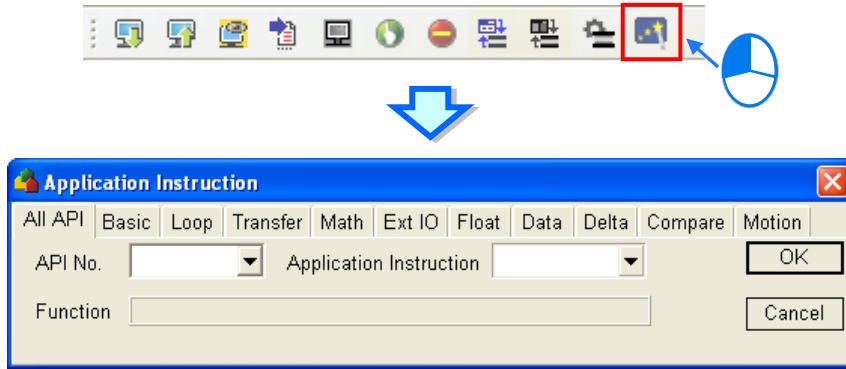 Application Instruction
All API Basic Loop Transfer Math Ext IO Float Data Delta Compare Motion
API No. Application Instruction OK
Function Cancel